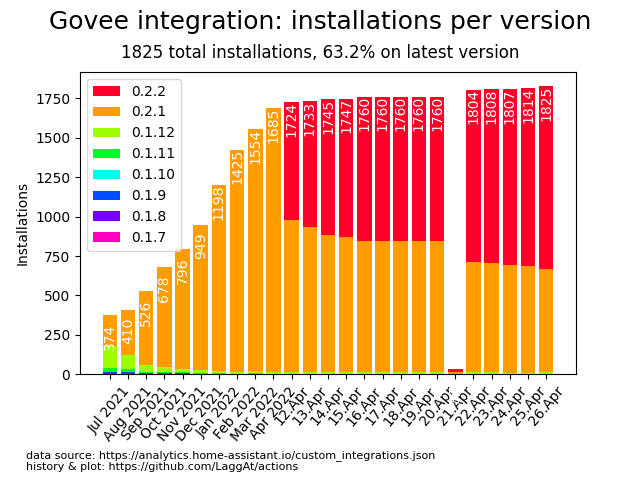 Govee integration: installations per version
1825 total installations, 63.2% on latest version
Installations
1750
1500
1250
1000
750
500
250
0
0.2.2
0.2.1
0.1.12
0.1.11
0.1.10
0.1.9
0.1.8
0.1.7
374
410
526
678
796
949
1198
1425
1554
1685
1724
1733
1745
1747
1760
1760
1760
1760
1760
1804
1808
1807
1814
1825
Jul 2021
Aug 2021
Sep 2021
Oct 2021
Nov 2021
Dec 2021
Jan 2022
Feb 2022
Mar 2022
Apr 2022
12.Apr
13.Apr
14.Apr
15.Apr
16.Apr
17.Apr
18.Apr
19.Apr
20.Apr
21.Apr
22.Apr
23.Apr
24.Apr
25.Apr
26.Apr
data source: https://analytics.home-assistant.io/custom_integrations.json
history & plot: https://github.com/LaggAt/actions